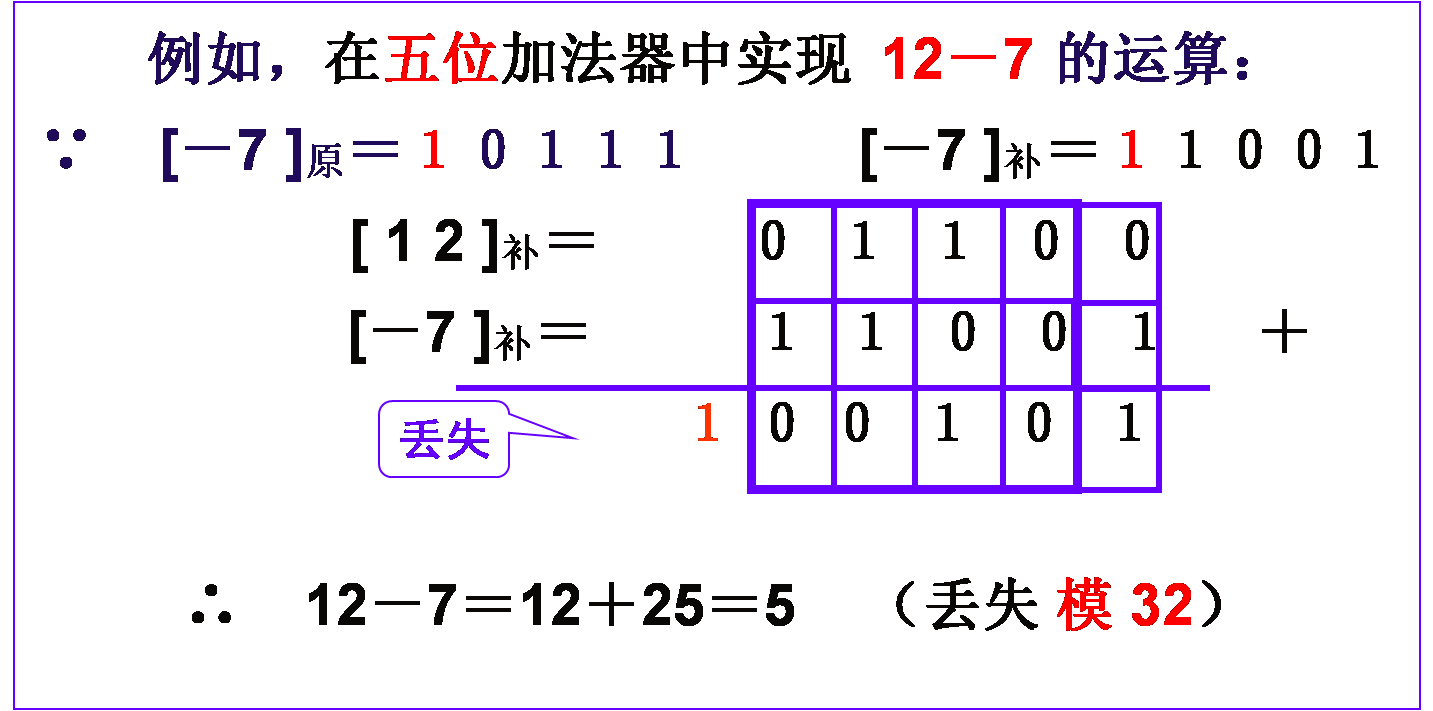 例如，在五位加法器中实现 12－7 的运算：
∵ [－7 ]原＝ 1 0 1 1 1 [－7 ]补＝ 1 1 0 0 1
[ 1 2 ]补＝ 0 1 1 0 0
[－7 ]补＝ 1 1 0 0 1 ＋
丢失 1 0 0 1 0 1
∴ 12－7＝12＋25＝5 （丢失 模 32）